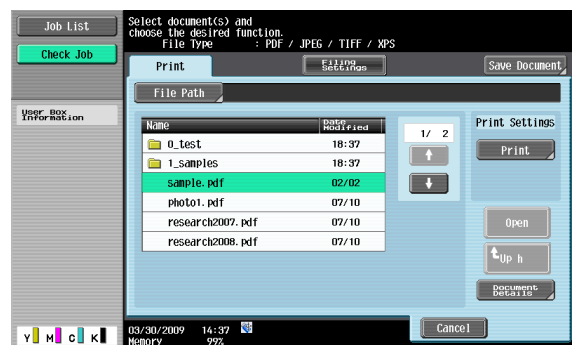 Job List
Check Job
User Box
Information
Select document(s) and
choose the desired function.
File Type : PDF / JPEG / TIFF / XPS
Print
Filing
Settings
Save Document
File Path
Name Date
Modified
0_test 18:37
1_samples 18:37
sample.pdf 02/02
photo1.pdf 07/10
research2007.pdf 07/10
research2008.pdf 07/10
1/ 2
Print Settings
Print
Open
Up h
Document
Details
Cancel
Y M C K
03/30/2009 14:37
Memory 99%